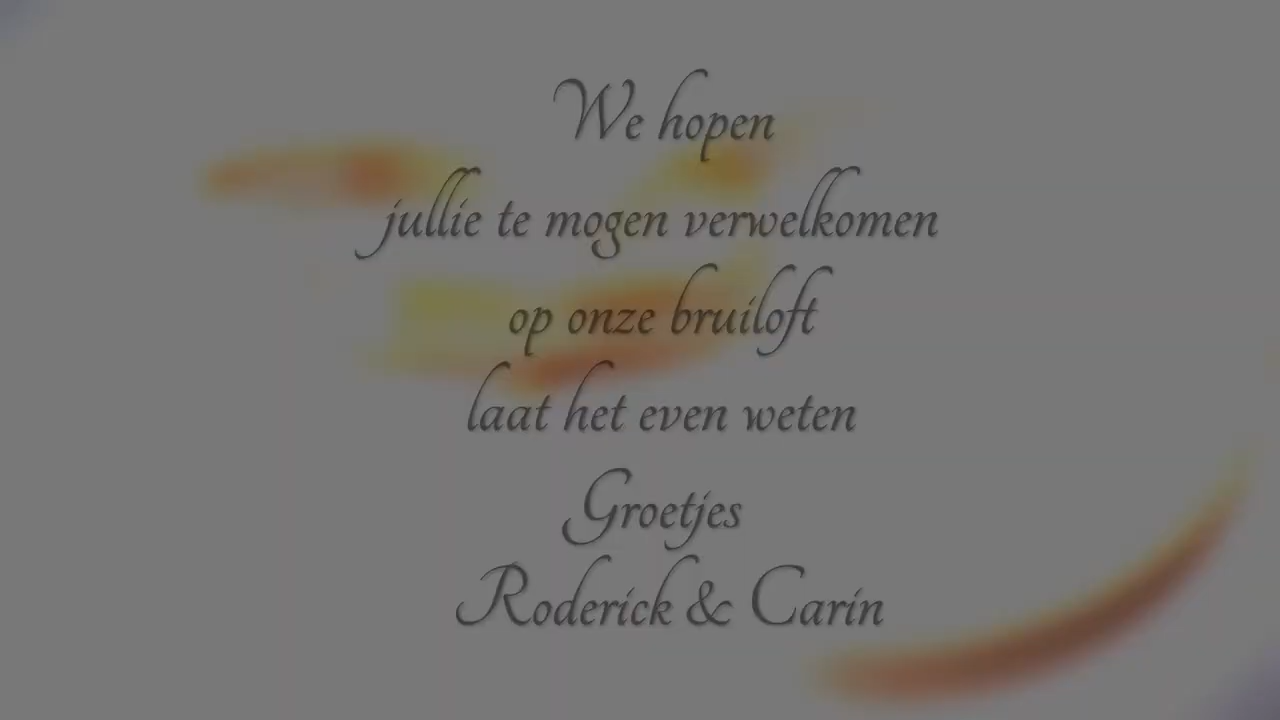 We hopen
jullie te mogen verwelkomen
op onze bruiloft
laat het even weten
Groetjes
Roderick & Carin